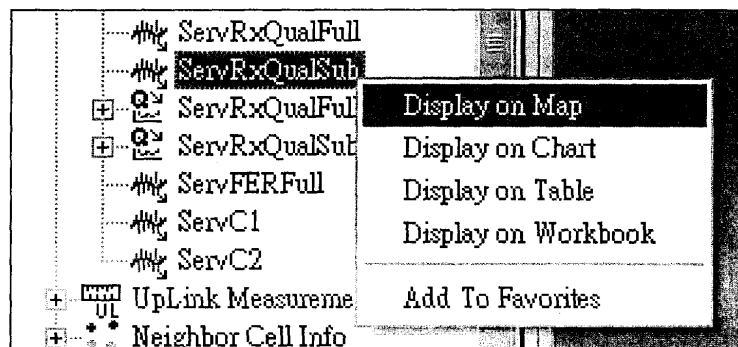 ServRxQualFull
ServRxQualSub
ServRxQualFull
ServRxQualSub
ServFERFull
ServC1
ServC2
UL UpLink Measureme
Neighbor Cell Info
Display on Map
Display on Chart
Display on Table
Display on Workbook
Add To Favorites